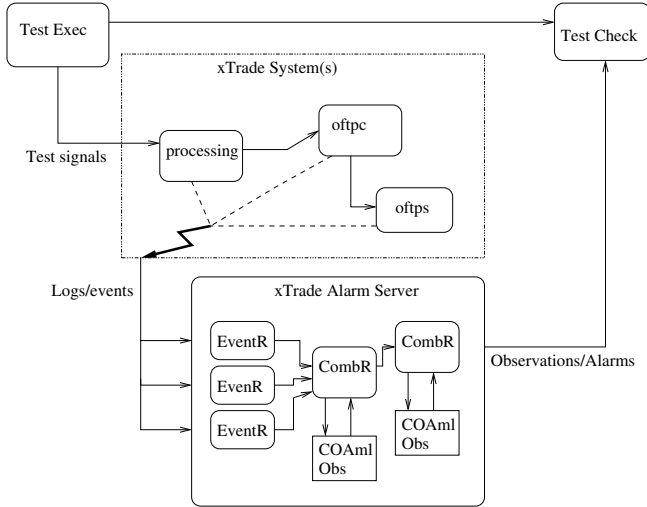 Test Exec
Test Check
xTrade System(s)
oftpc
processing
Test signals
oftps
Logs/events
xTrade Alarm Server
EventR
CombR
CombR
Observations/Alarms
EvenR
EventR
COAml
Obs
COAml
Obs